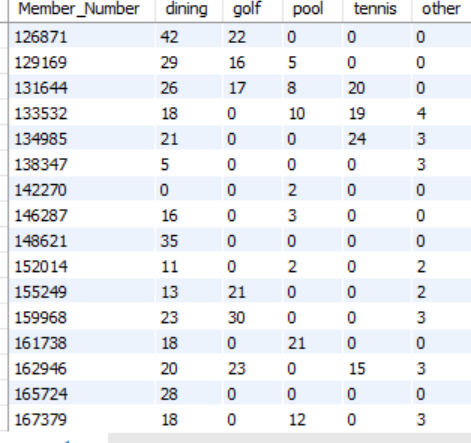 Member_Number dining golf pool tennis other
126871 42 22 0 0 0
129169 29 16 5 0 0
131644 26 17 8 20 0
133532 18 0 10 19 4
134985 21 0 0 24 3
138347 5 0 0 0 3
142270 0 0 2 0 0
146287 16 0 3 0 0
148621 35 0 0 0 0
152014 11 0 2 0 2
155249 13 21 0 0 2
159968 23 30 0 0 3
161738 18 0 21 0 0
162946 20 23 0 15 3
165724 28 0 0 0 0
167379 18 0 12 0 3